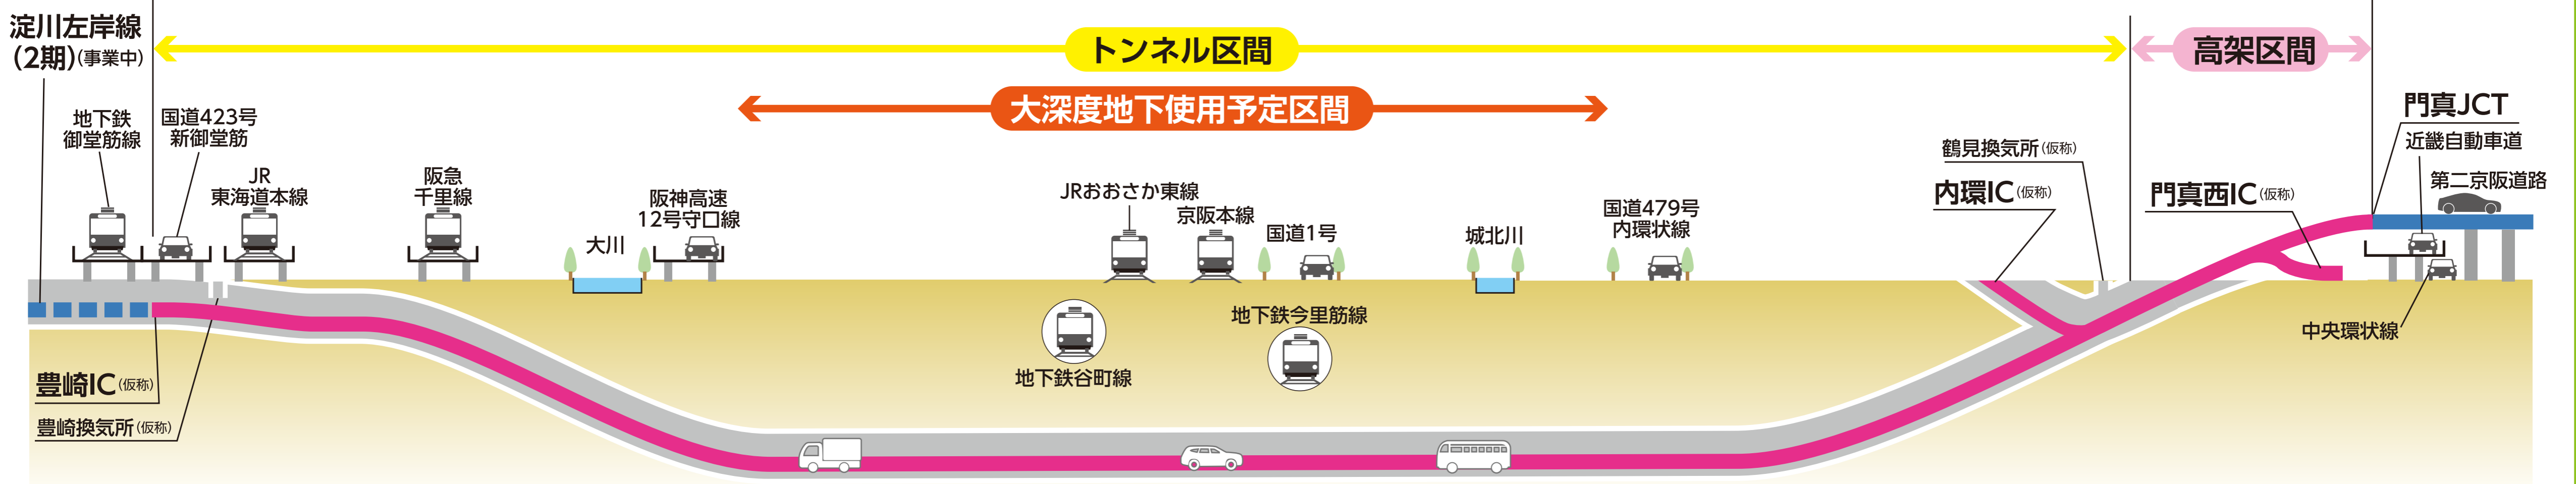 淀川左岸線
(2期)(事業中)
トンネル区間
高架区間
大深度地下使用予定区間
地下鉄
御堂筋線
国道423号
新御堂筋
JR
東海道本線
阪急
千里線
大川
阪神高速
12号守口線
JRおおさか東線
京阪本線
国道1号
城北川
国道479号
内環状線
鶴見換気所(仮称)
内環IC(仮称)
門真西IC(仮称)
門真JCT
近畿自動車道
第二京阪道路
中央環状線
地下鉄谷町線
地下鉄今里筋線
豊崎IC(仮称)
豊崎換気所(仮称)